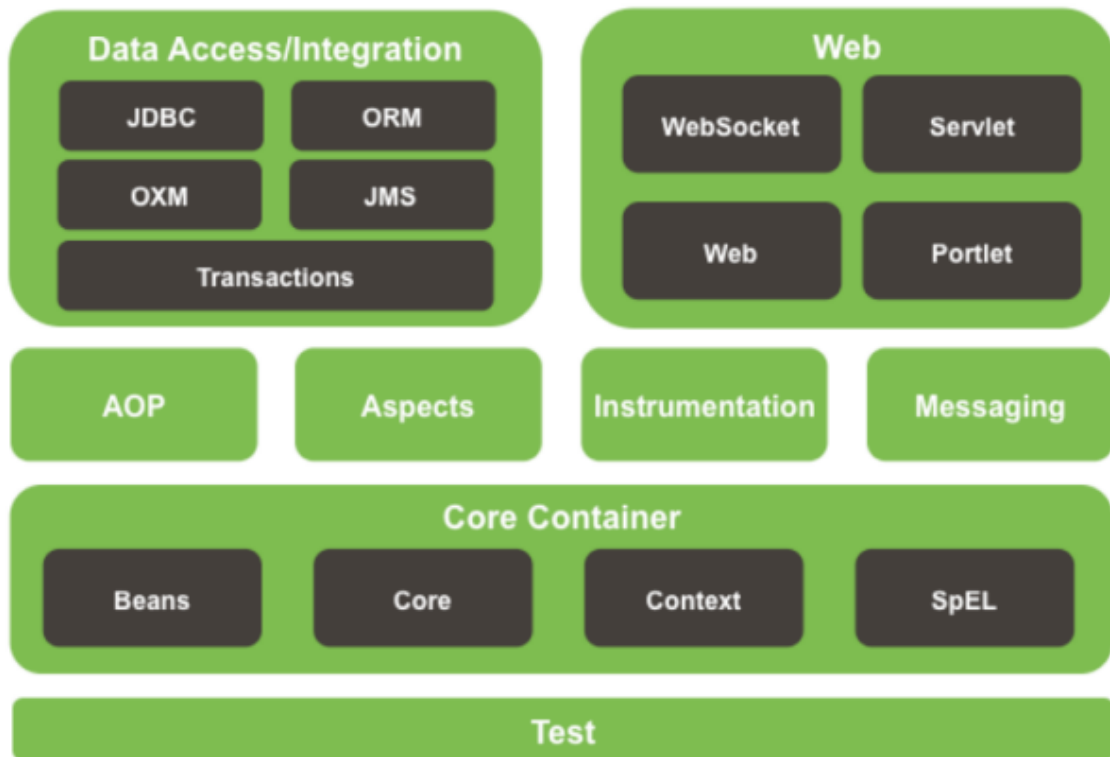 Data Access/Integration
JDBC
ORM
OXM
JMS
Transactions
Web
WebSocket
Servlet
Web
Portlet
AOP
Aspects
Instrumentation
Messaging
Core Container
Beans
Core
Context
SpEL
Test